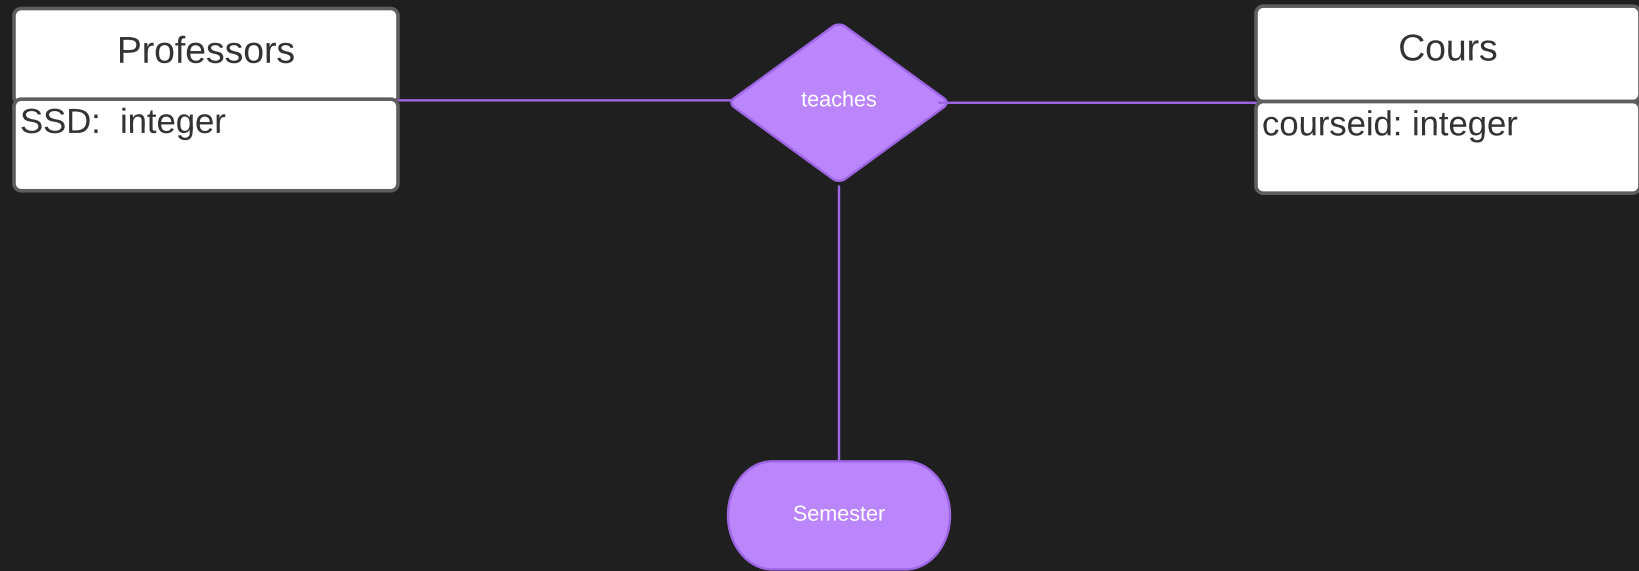 Professors
Cours
SSD:  integer
teaches
courseid: integer
Semester